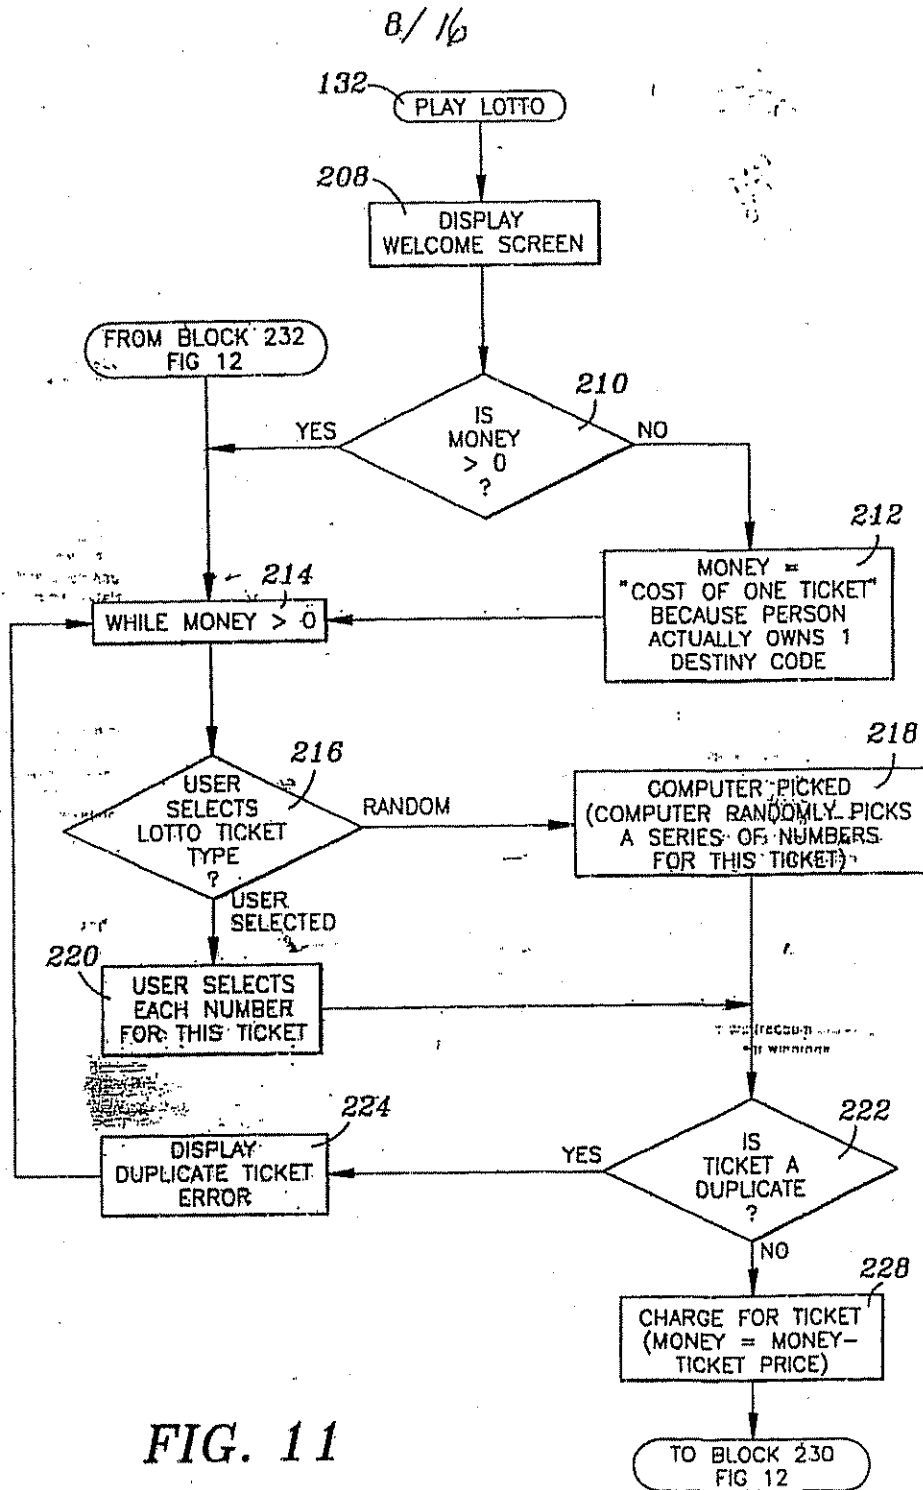 8/16
132
PLAY LOTTO
208
DISPLAY
WELCOME SCREEN
FROM BLOCK 232
FIG 12
210
IS
MONEY
> 0
?
YES
NO
212
MONEY =
"COST OF ONE TICKET"
BECAUSE PERSON
ACTUALLY OWNS 1
DESTINY CODE
214
WHILE MONEY > 0
216
USER
SELECTS
LOTTO TICKET
TYPE
?
RANDOM
218
COMPUTER PICKED
(COMPUTER RANDOMLY PICKS
A SERIES OF NUMBERS
FOR THIS TICKET)
USER
SELECTED
220
USER SELECTS
EACH NUMBER
FOR THIS TICKET
222
IS
TICKET A
DUPLICATE
?
YES
224
DISPLAY
DUPLICATE TICKET
ERROR
NO
228
CHARGE FOR TICKET
(MONEY = MONEY-
TICKET PRICE)
TO BLOCK 230
FIG 12
FIG. 11